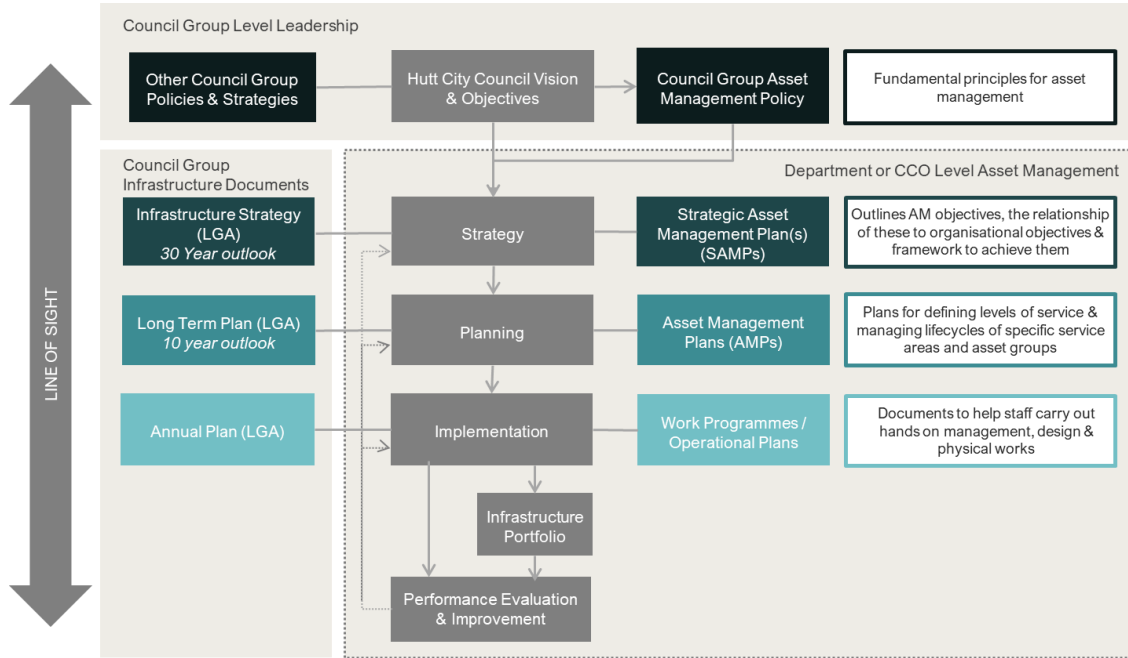 Council Group Level Leadership
Other Council Group
Policies & Strategies
Hutt City Council Vision
& Objectives
Council Group Asset
Management Policy
Fundamental principles for asset
management
LINE OF SIGHT
Council Group
Infrastructure Documents
Department or CCO Level Asset Management
Infrastructure Strategy
(LGA)
30 Year outlook
Strategy
Strategic Asset
Management Plan(s)
(SAMPs)
Outlines AM objectives, the relationship
of these to organisational objectives &
framework to achieve them
Long Term Plan (LGA)
10 year outlook
Planning
Asset Management
Plans (AMPs)
Plans for defining levels of service &
managing lifecycles of specific service
areas and asset groups
Annual Plan (LGA)
Implementation
Work Programmes /
Operational Plans
Documents to help staff carry out
hands on management, design &
physical works
Infrastructure
Portfolio
Performance Evaluation
& Improvement